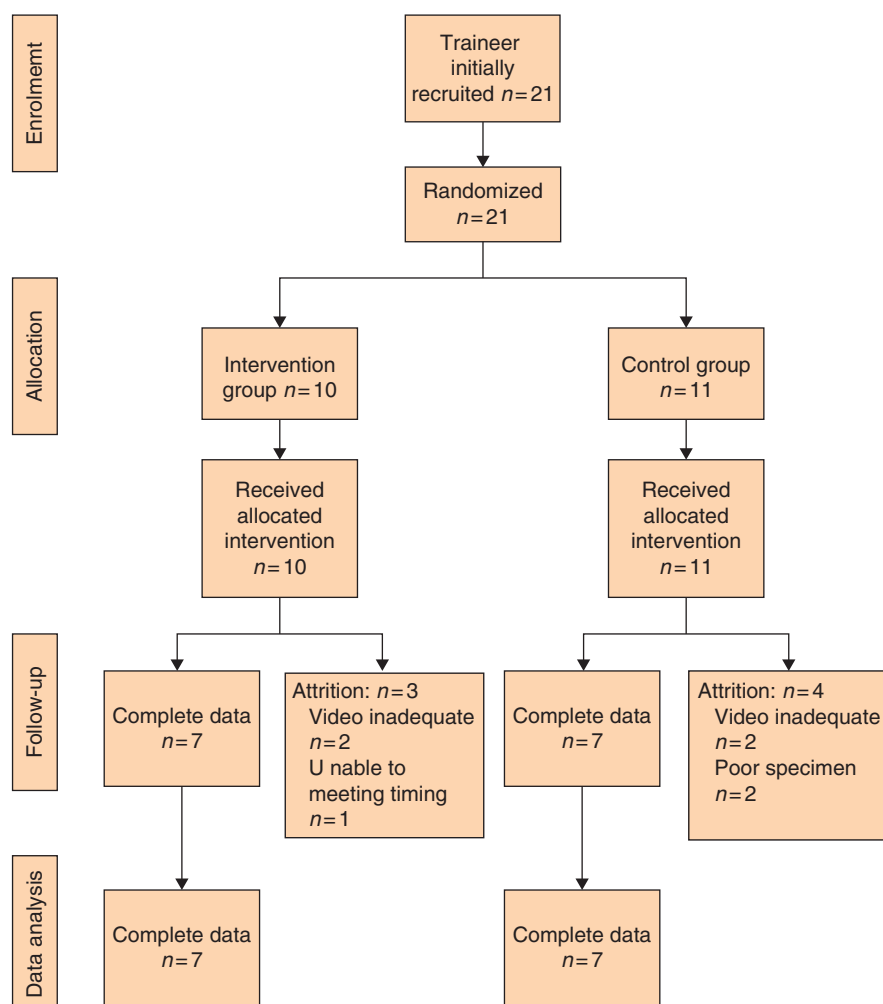 Enrolmemt
Traineer
initially
recruited n=21
Randomized
n=21
Allocation
Intervention
group n=10
Control group
n=11
Received
allocated
intervention
n=10
Received
allocated
intervention
n=11
Follow-up
Complete data
n=7
Attrition: n=3
Video inadequate
n=2
U nable to
meeting timing
n=1
Complete data
n=7
Attrition: n=4
Video inadequate
n=2
Poor specimen
n=2
Data analysis
Complete data
n=7
Complete data
n=7